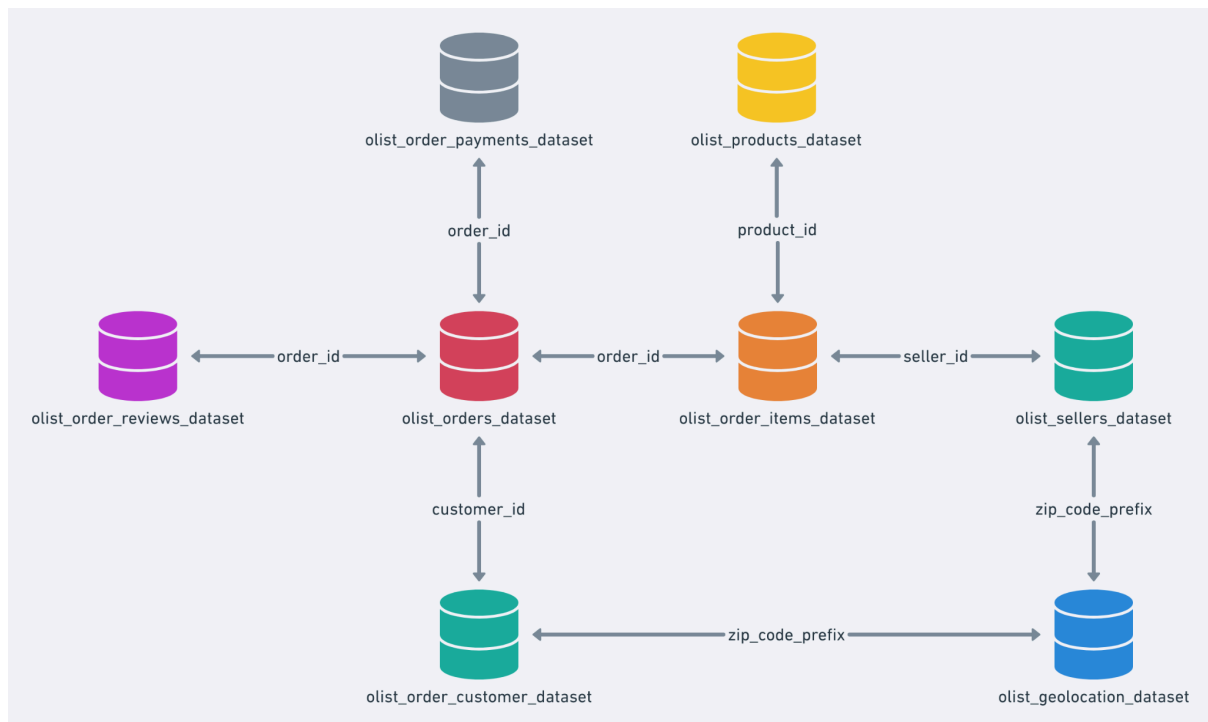 olist_order_payments_dataset
olist_products_dataset
order_id
product_id
order_id
order_id
seller_id
olist_order_reviews_dataset
olist_orders_dataset
olist_order_items_dataset
olist_sellers_dataset
customer_id
zip_code_prefix
zip_code_prefix
olist_order_customer_dataset
olist_geolocation_dataset